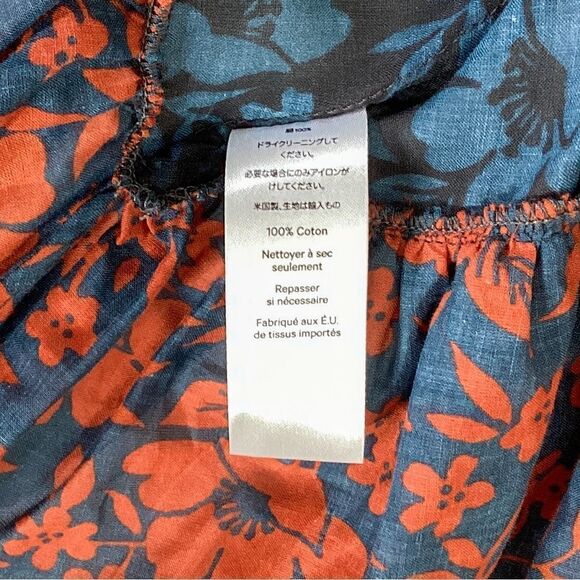 綿 100%
ドライクリーニングして
ください。
必要な場合にのみアイロンが
けしてください。
米国製、生地は輸入もの
100% Coton
Nettoyer à sec
seulement
Repasser
si nécessaire
Fabriqué aux É.U.
de tissus importés